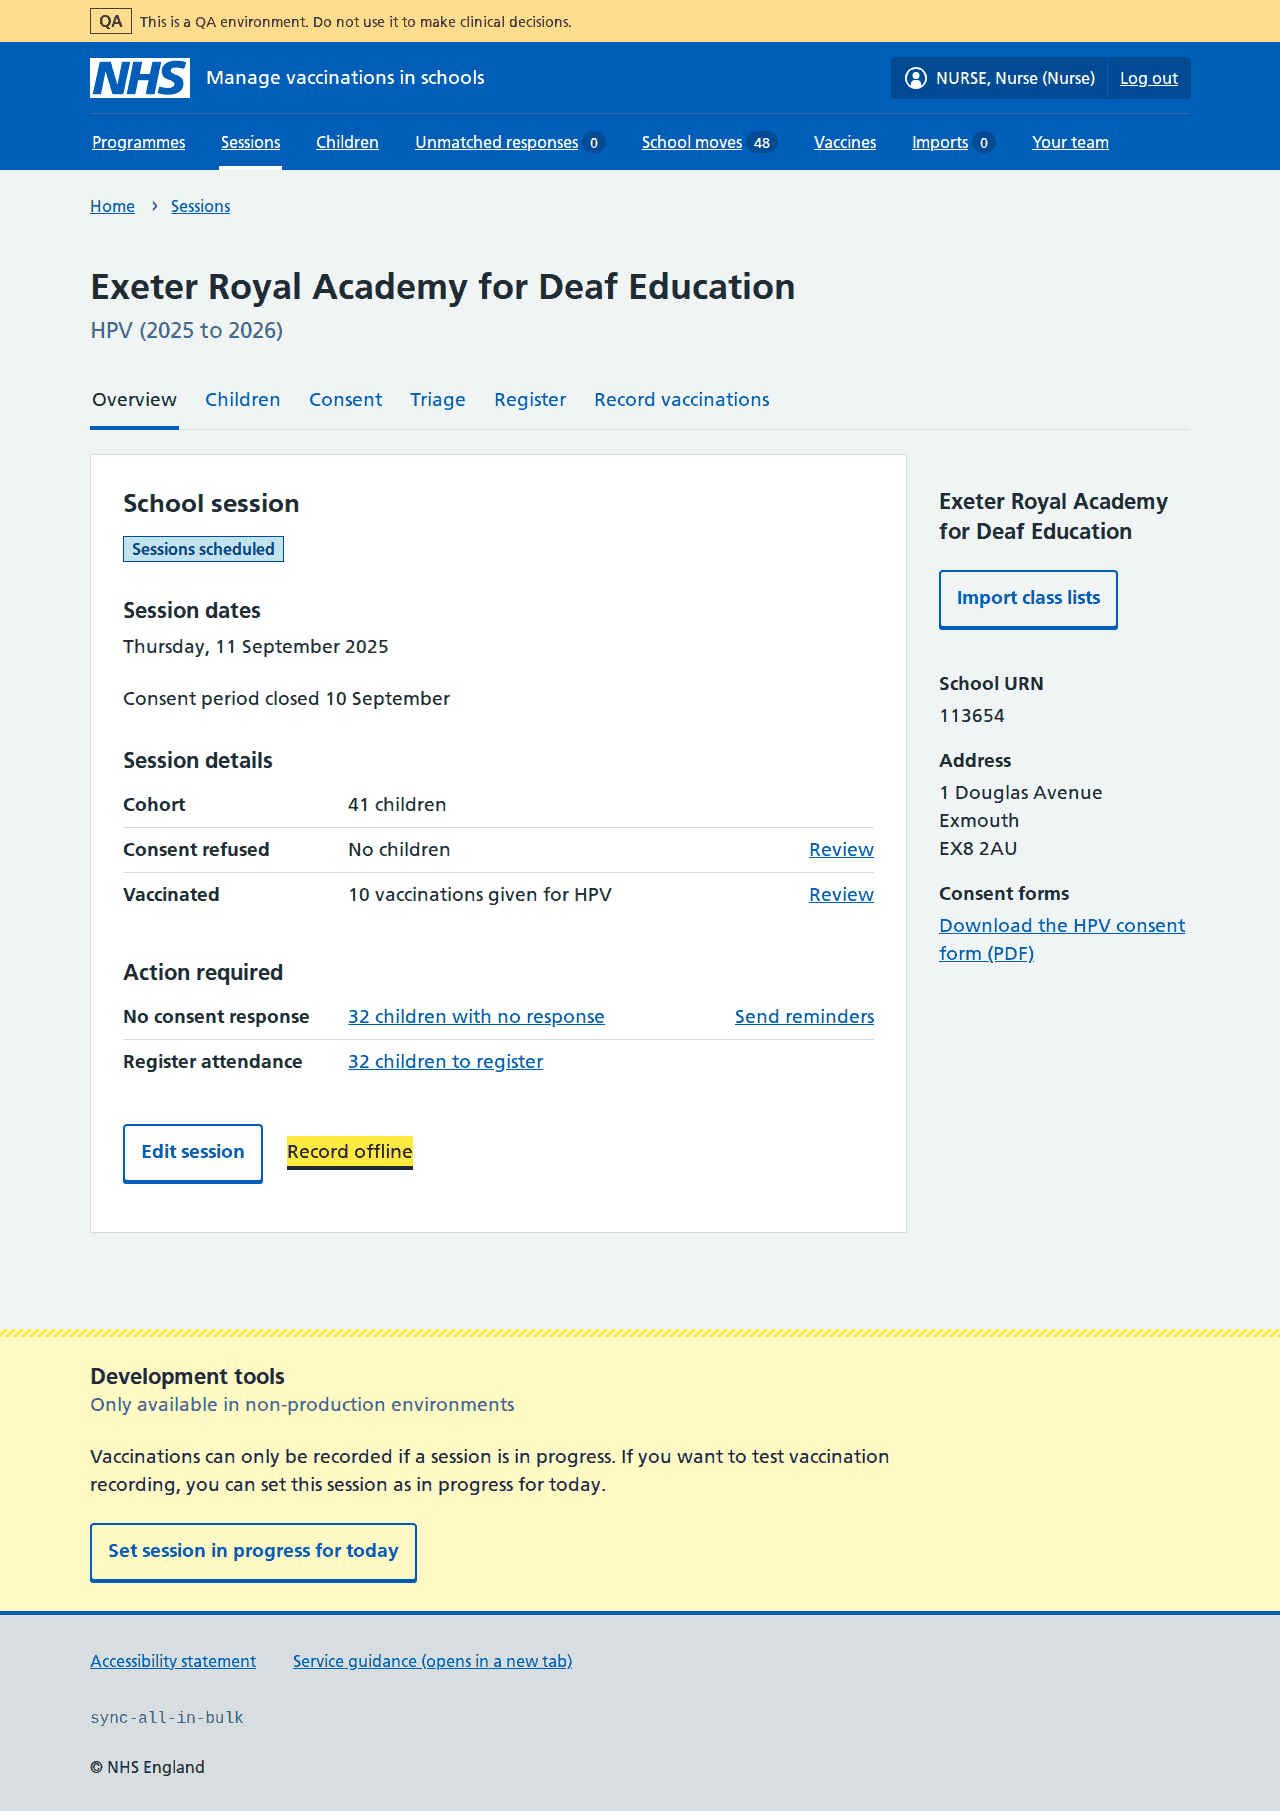 QA This is a QA environment. Do not use it to make clinical decisions.
NHS Manage vaccinations in schools NURSE, Nurse (Nurse) Log out
Programmes Sessions Children Unmatched responses 0 School moves 48 Vaccines Imports 0 Your team
Home › Sessions
Exeter Royal Academy for Deaf Education
HPV (2025 to 2026)
Overview Children Consent Triage Register Record vaccinations
School session
Sessions scheduled
Session dates
Thursday, 11 September 2025
Consent period closed 10 September
Session details
Cohort 41 children
Consent refused No children Review
Vaccinated 10 vaccinations given for HPV Review
Action required
No consent response 32 children with no response Send reminders
Register attendance 32 children to register
Edit session Record offline
Exeter Royal Academy
for Deaf Education
Import class lists
School URN
113654
Address
1 Douglas Avenue
Exmouth
EX8 2AU
Consent forms
Download the HPV consent
form (PDF)
Development tools
Only available in non-production environments
Vaccinations can only be recorded if a session is in progress. If you want to test vaccination
recording, you can set this session as in progress for today.
Set session in progress for today
Accessibility statement Service guidance (opens in a new tab)
sync-all-in-bulk
© NHS England